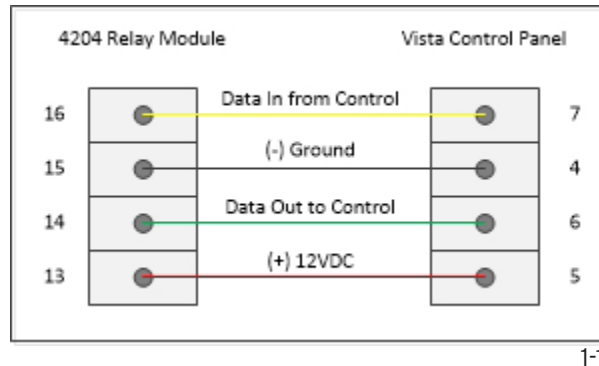 4204 Relay Module Vista Control Panel
16 Data In from Control 7
15 (-) Ground 4
14 Data Out to Control 6
13 (+) 12VDC 5